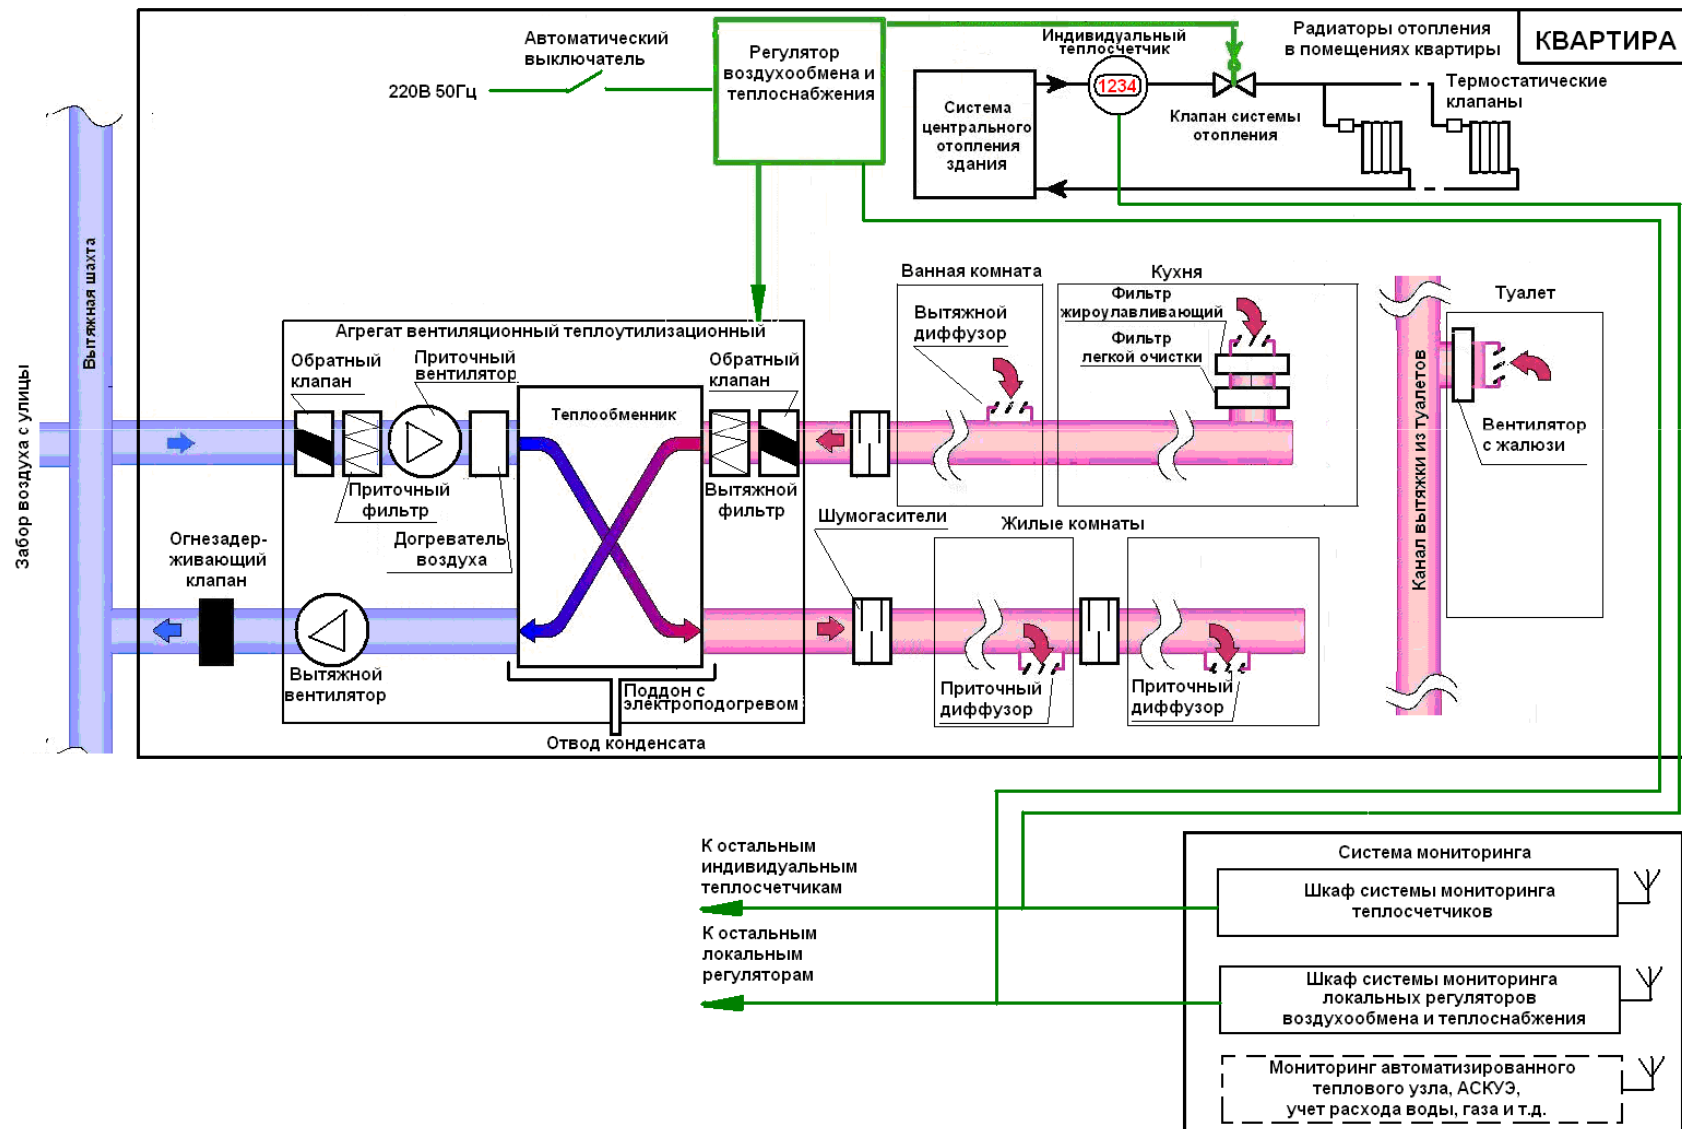 КВАРТИРА
Автоматический
выключатель
220В 50Гц
Регулятор
воздухообмена и
теплоснабжения
Индивидуальный
теплосчетчик
1234
Радиаторы отопления
в помещениях квартиры
Термостатические
клапаны
Система
центрального
отопления
здания
Клапан системы
отопления
Забор воздуха с улицы
Вытяжная шахта
Агрегат вентиляционный теплоутилизационный
Обратный
клапан
Приточный
вентилятор
Обратный
клапан
Теплообменник
Приточный
фильтр
Догреватель
воздуха
Вытяжной
фильтр
Огнезадер-
живающий
клапан
Вытяжной
вентилятор
Поддон с
электроподогревом
Отвод конденсата
Ванная комната
Вытяжной
диффузор
Кухня
Фильтр
жироулавливающий
Фильтр
легкой очистки
Шумогасители
Жилые комнаты
Приточный
диффузор
Приточный
диффузор
Канал вытяжки из туалетов
Туалет
Вентилятор
с жалюзи
К остальным
индивидуальным
теплосчетчикам
К остальным
локальным
регуляторам
Система мониторинга
Шкаф системы мониторинга
теплосчетчиков
Шкаф системы мониторинга
локальных регуляторов
воздухообмена и теплоснабжения
Мониторинг автоматизированного
теплового узла, АСКУЭ,
учет расхода воды, газа и т.д.